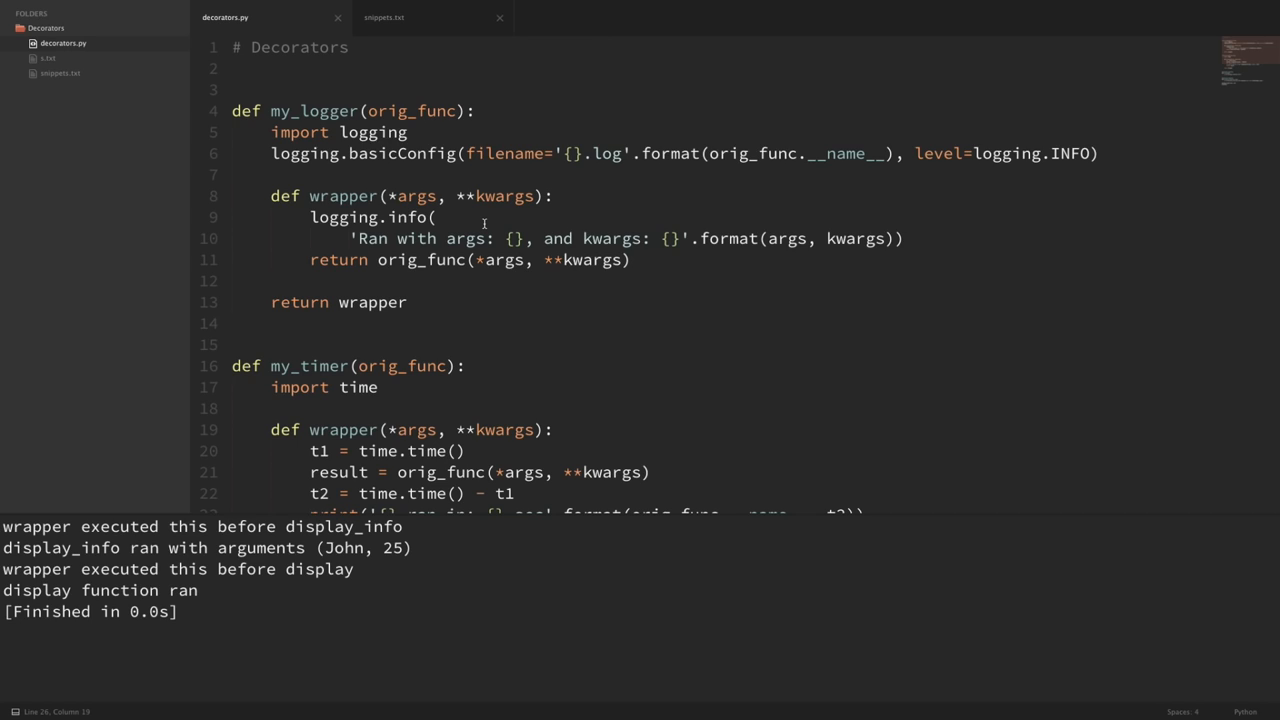 FOLDERS
Decorators
decorators.py
s.txt
snippets.txt
decorators.py
snippets.txt
1 # Decorators
2
3
4 def my_logger(orig_func):
5     import logging
6     logging.basicConfig(filename='{}.log'.format(orig_func.__name__), level=logging.INFO)
7
8     def wrapper(*args, **kwargs):
9         logging.info(
10             'Ran with args: {}, and kwargs: {}'.format(args, kwargs))
11         return orig_func(*args, **kwargs)
12
13     return wrapper
14
15
16 def my_timer(orig_func):
17     import time
18
19     def wrapper(*args, **kwargs):
20         t1 = time.time()
21         result = orig_func(*args, **kwargs)
22         t2 = time.time() - t1
wrapper executed this before display_info
display_info ran with arguments (John, 25)
wrapper executed this before display
display function ran
[Finished in 0.0s]
Line 26, Column 19
Spaces: 4
Python